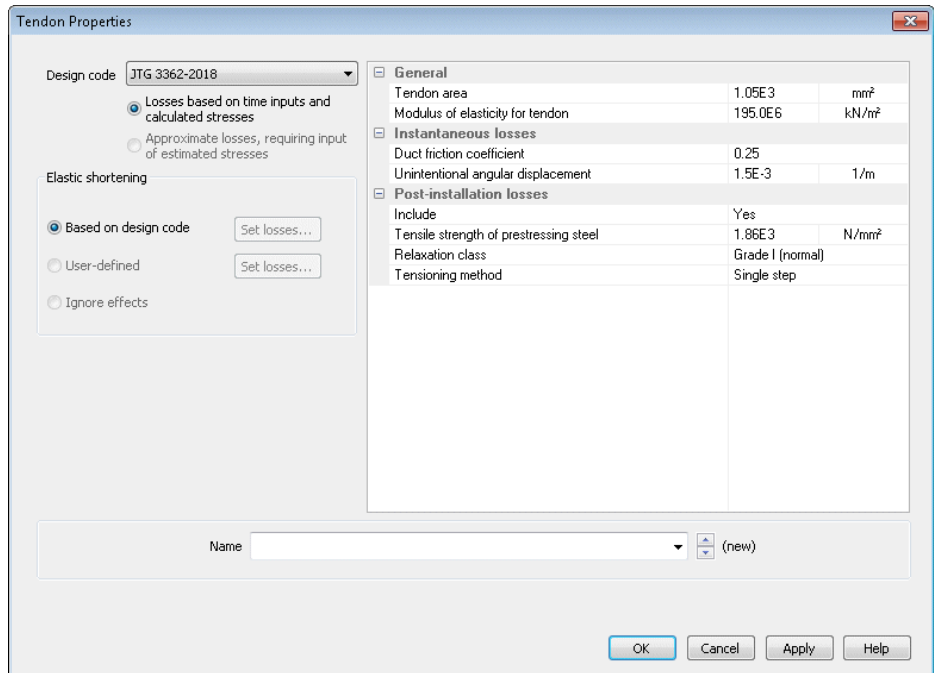 Tendon Properties
Design code JTG 3362-2018
Losses based on time inputs and
calculated stresses
Approximate losses, requiring input
of estimated stresses
Elastic shortening
Based on design code Set losses...
User-defined Set losses...
Ignore effects
General
Tendon area 1.05E3 mm²
Modulus of elasticity for tendon 195.0E6 kN/m²
Instantaneous losses
Duct friction coefficient 0.25
Unintentional angular displacement 1.5E-3 1/m
Post-installation losses
Include Yes
Tensile strength of prestressing steel 1.86E3 N/mm²
Relaxation class Grade I (normal)
Tensioning method Single step
Name (new)
OK Cancel Apply Help